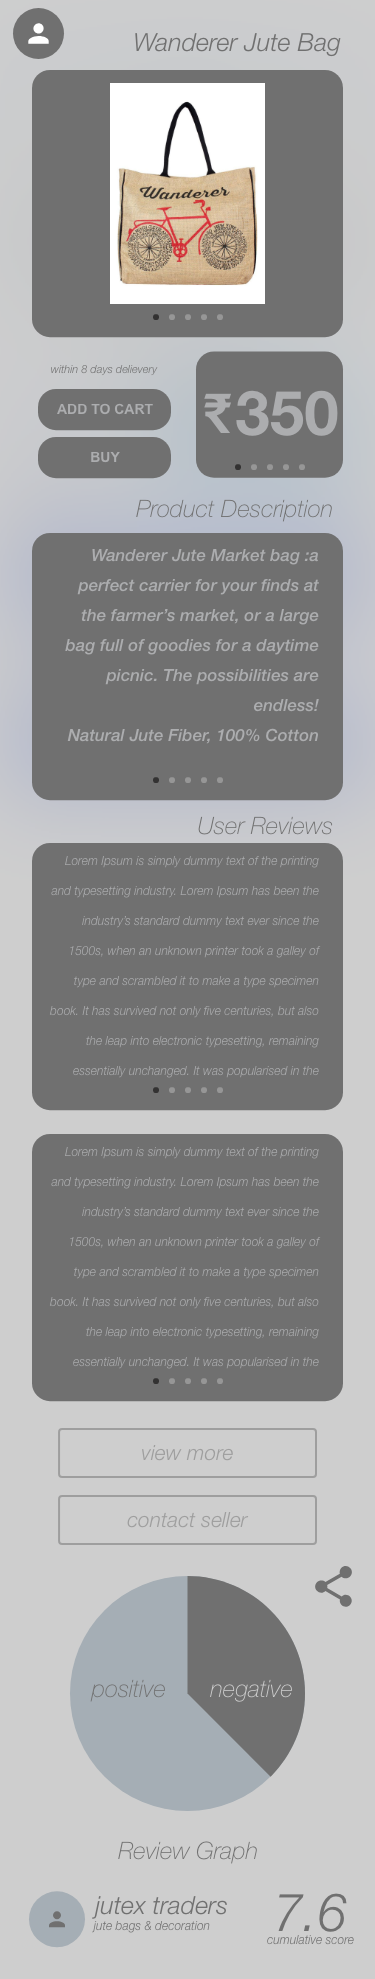 Wanderer Jute Bag
Wanderer
within 8 days delievery
ADD TO CART
BUY
₹350
Product Description
Wanderer Jute Market bag :a
perfect carrier for your finds at
the farmer's market, or a large
bag full of goodies for a daytime
picnic. The possibilities are
endless!
Natural Jute Fiber, 100% Cotton
User Reviews
Lorem Ipsum is simply dummy text of the printing
and typesetting industry. Lorem Ipsum has been the
industry's standard dummy text ever since the
1500s, when an unknown printer took a galley of
type and scrambled it to make a type specimen
book. It has survived not only five centuries, but also
the leap into electronic typesetting, remaining
essentially unchanged. It was popularised in the
Lorem Ipsum is simply dummy text of the printing
and typesetting industry. Lorem Ipsum has been the
industry's standard dummy text ever since the
1500s, when an unknown printer took a galley of
type and scrambled it to make a type specimen
book. It has survived not only five centuries, but also
the leap into electronic typesetting, remaining
essentially unchanged. It was popularised in the
view more
contact seller
positive
negative
Review Graph
jutex traders
jute bags & decoration
7.6
cumulative score